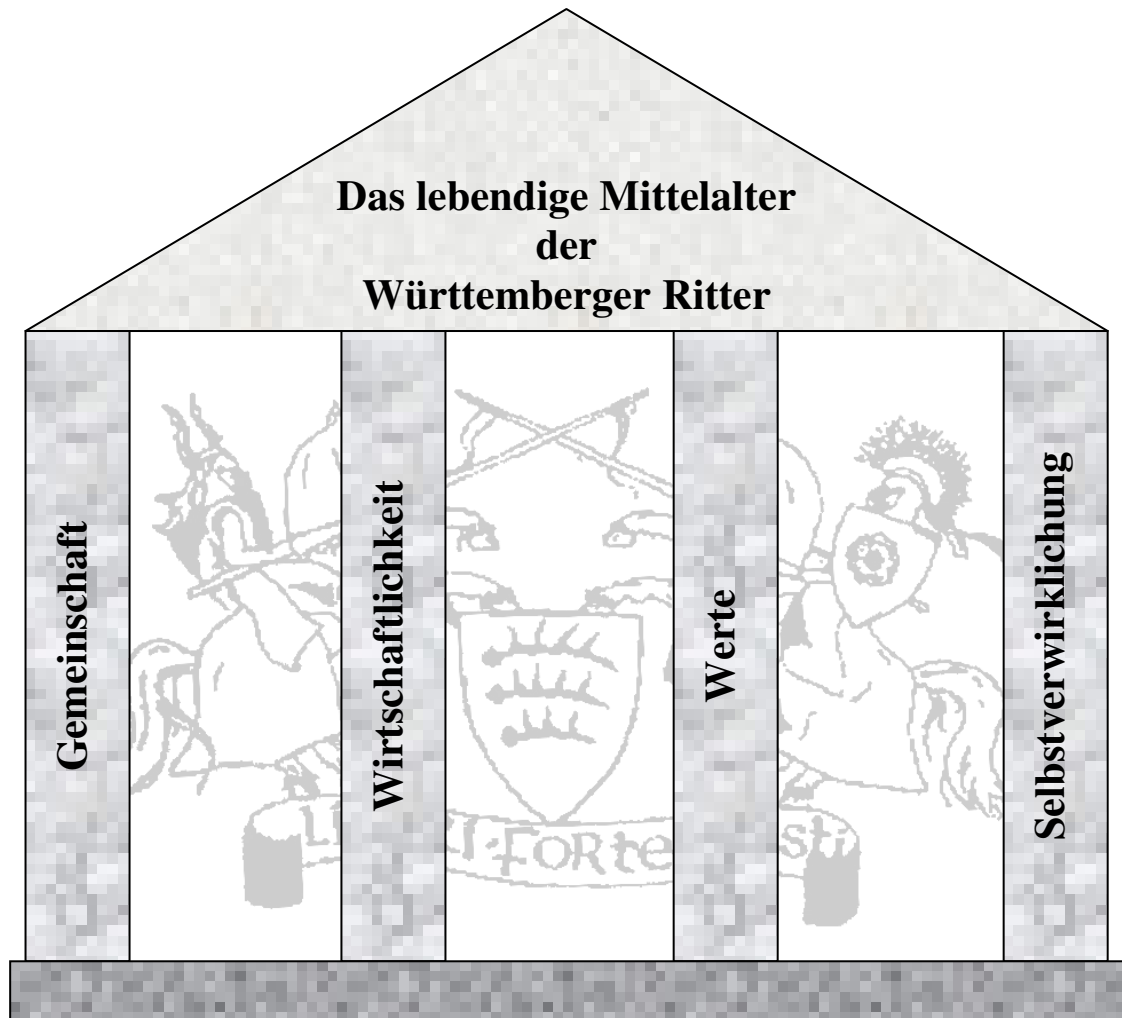 Das lebendige Mittelalter
der
Württemberger Ritter
Gemeinschaft
Wirtschaftlichkeit
Werte
Selbstverwirklichung